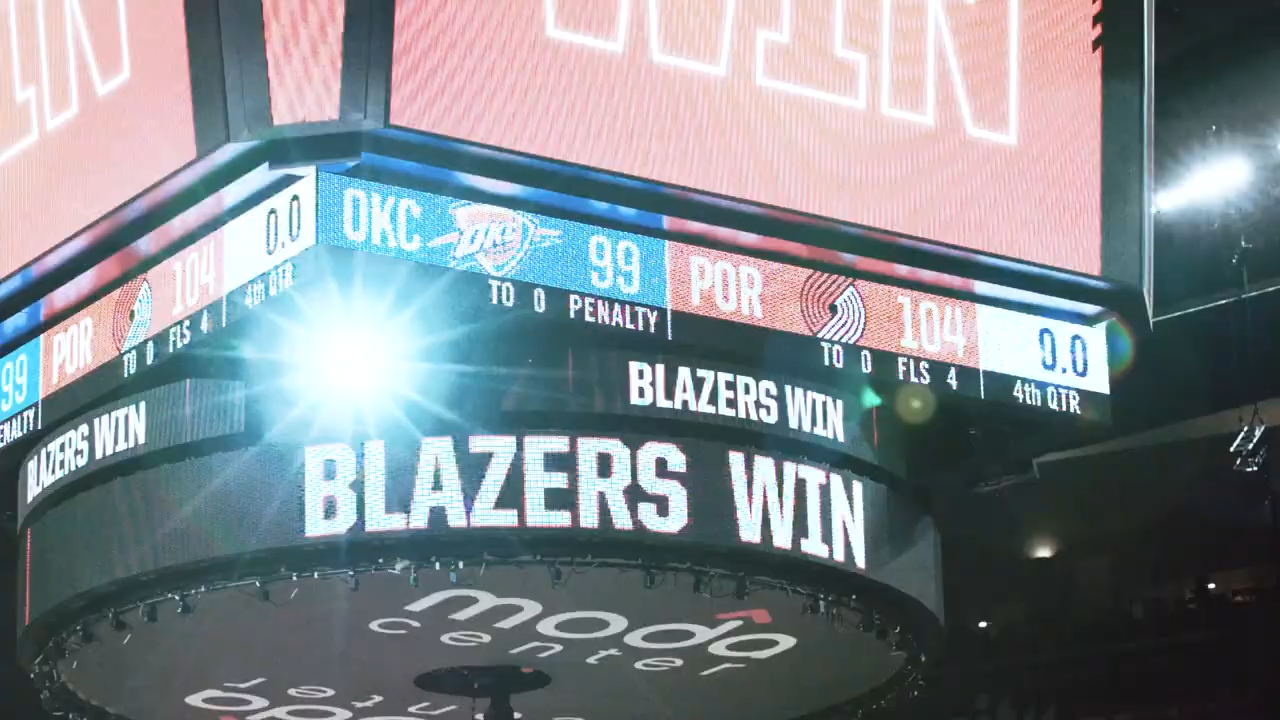 WIN
OKC OKC 99 POR 104 0.0
TO 0 PENALTY TO 0 FLS 4 4th QTR
99 POR 104 0.0
TO 0 FLS 4 4th QTR
BLAZERS WIN
BLAZERS WIN
BLAZERS WIN
moda
center